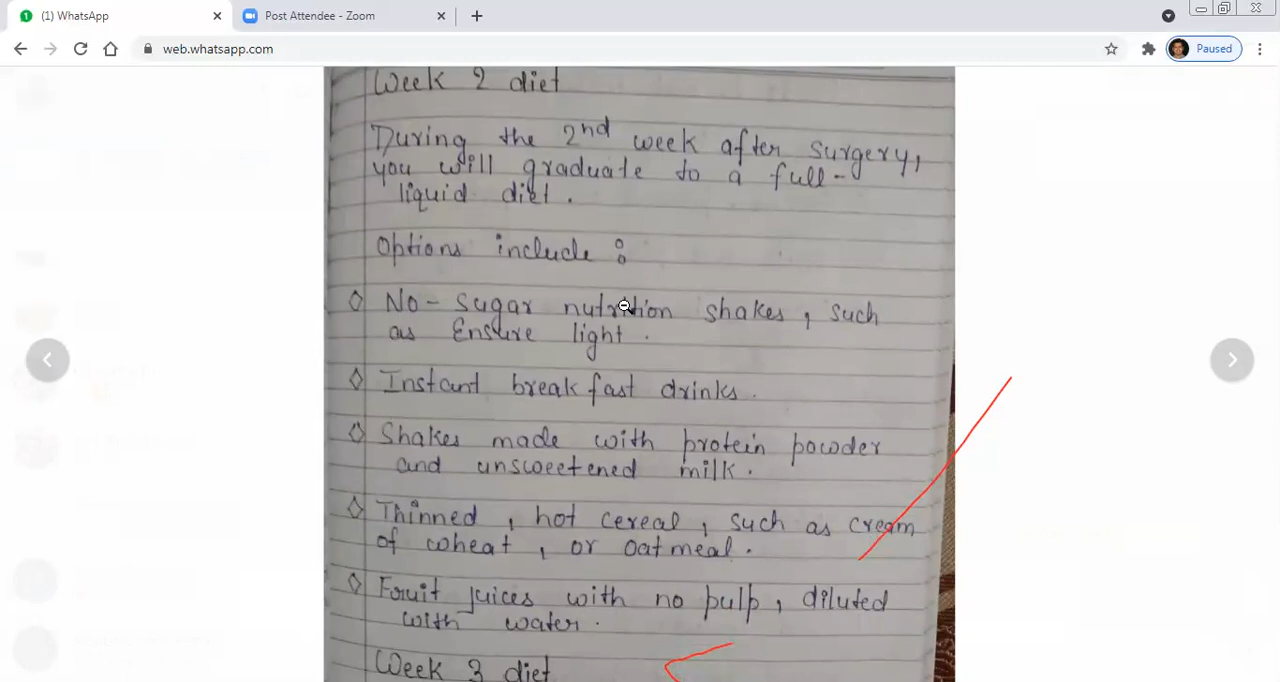 (1) WhatsApp
Post Attendee - Zoom
web.whatsapp.com
Paused
Week 2 diet
During the 2nd week after surgery,
you will graduate to a full-
liquid diet.
Options include :
◇ No-sugar nutrition shakes, such
as Ensure light.
◇ Instant breakfast drinks.
◇ Shakes made with protein powder
and unsweetened milk.
◇ Thinned, hot cereal, such as cream
of wheat, or oatmeal.
◇ Fruit juices with no pulp, diluted
with water.
Week 3 diet